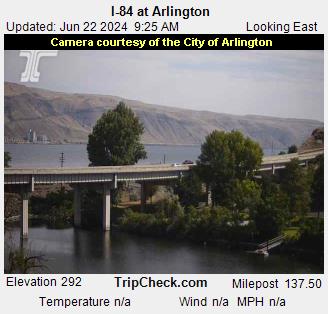 I-84 at Arlington
Updated: Jun 22 2024 9:25 AM Looking East
Camera courtesy of the City of Arlington
Elevation 292 TripCheck.com Milepost 137.50
Temperature n/a Wind n/a MPH n/a